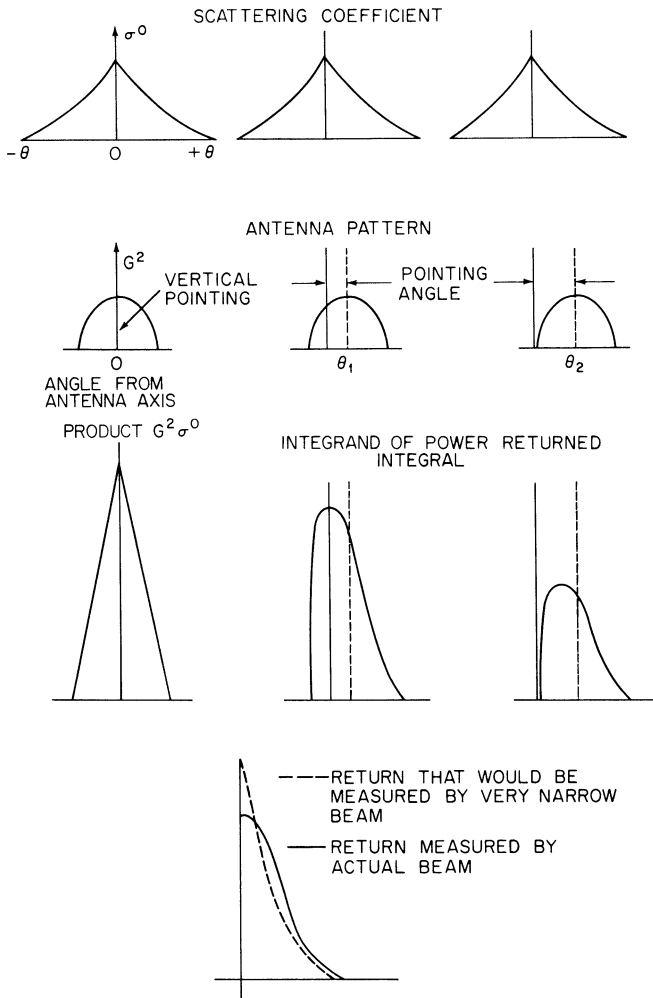 SCATTERING COEFFICIENT
σ⁰
-θ
0
+θ
ANTENNA PATTERN
G²
VERTICAL
POINTING
POINTING
ANGLE
0
θ₁
θ₂
ANGLE FROM
ANTENNA AXIS
PRODUCT G²σ⁰
INTEGRAND OF POWER RETURNED
INTEGRAL
RETURN THAT WOULD BE
MEASURED BY VERY NARROW
BEAM
RETURN MEASURED BY
ACTUAL BEAM